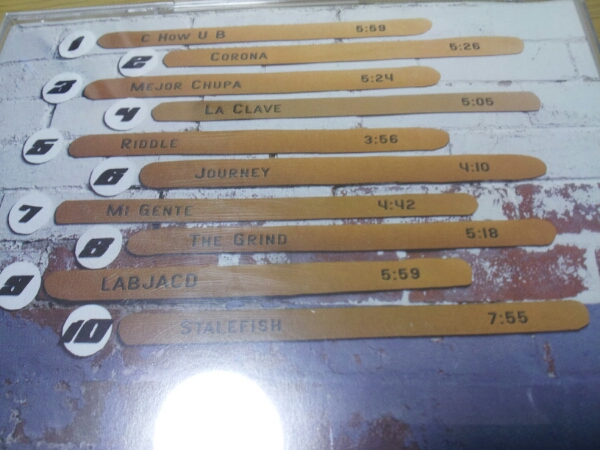 1 C How U B 5:59
2 Corona 5:26
3 Mejor Chupa 5:24
4 La Clave 5:05
5 Riddle 3:56
6 Journey 4:10
7 Mi Gente 4:42
8 The Grind 5:18
9 LABJACD 5:59
10 Stalefish 7:55